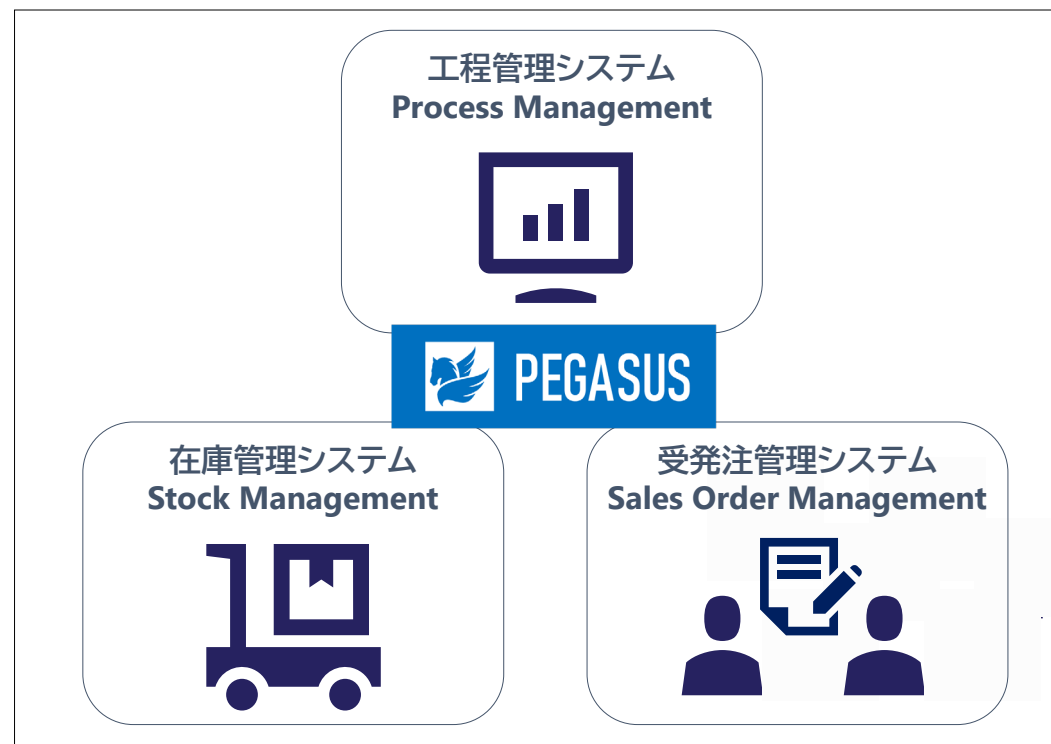 工程管理システム
Process Management
PEGASUS
在庫管理システム
Stock Management
受発注管理システム
Sales Order Management